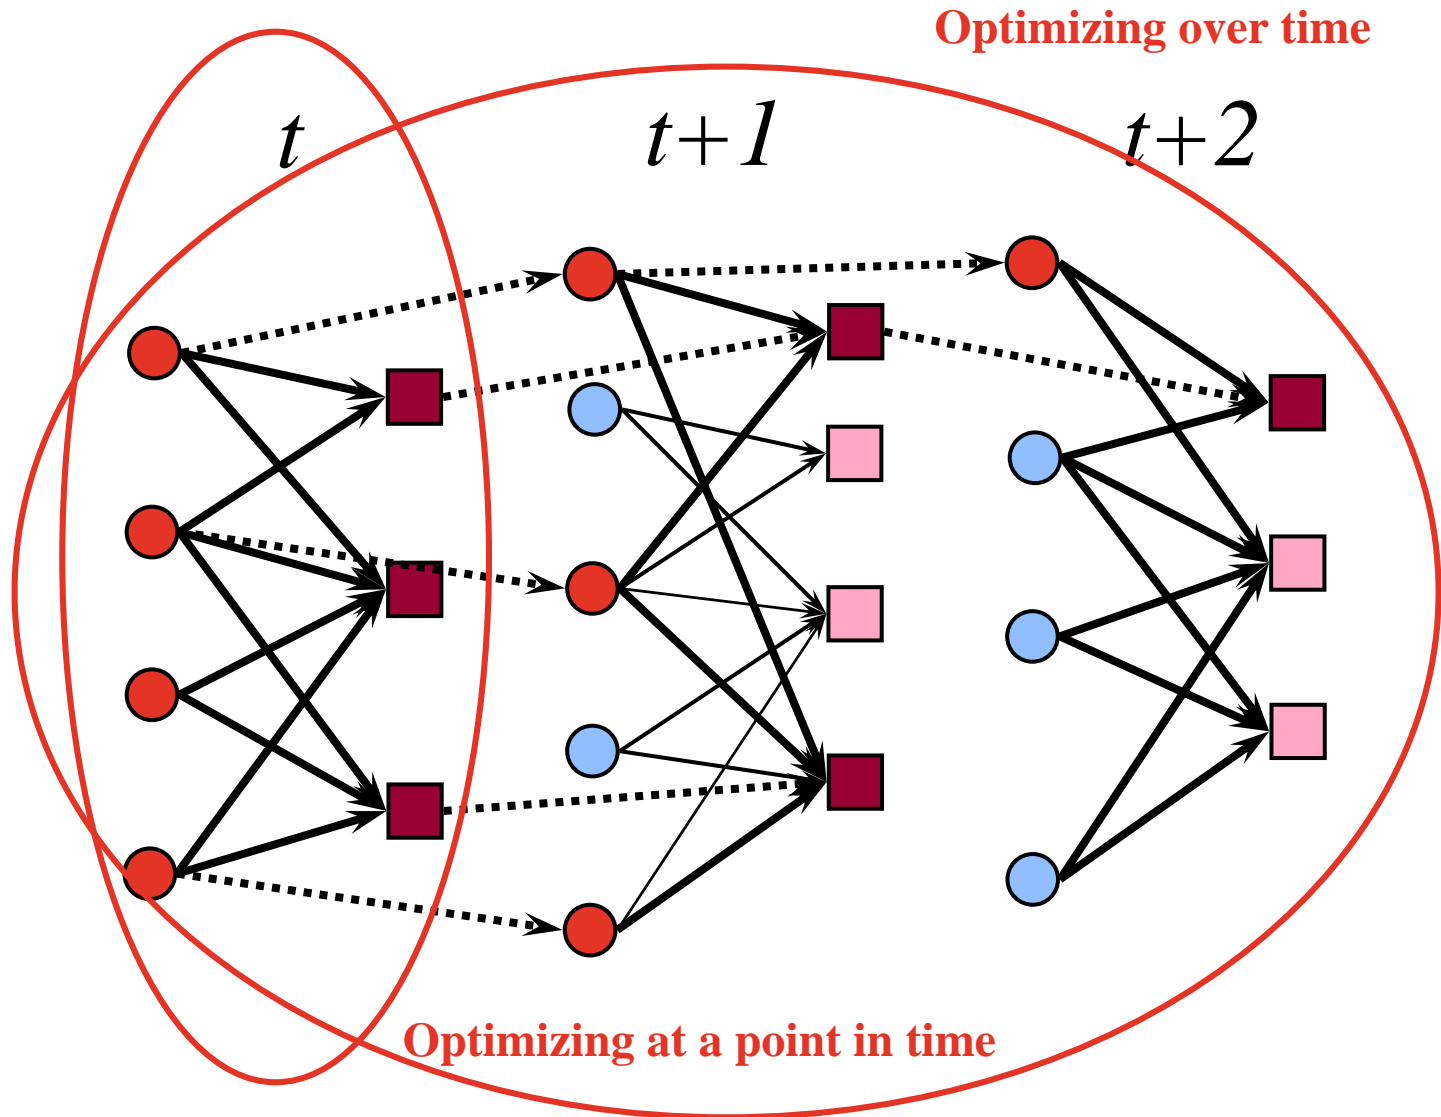 Optimizing over time
t
t+1
t+2
Optimizing at a point in time